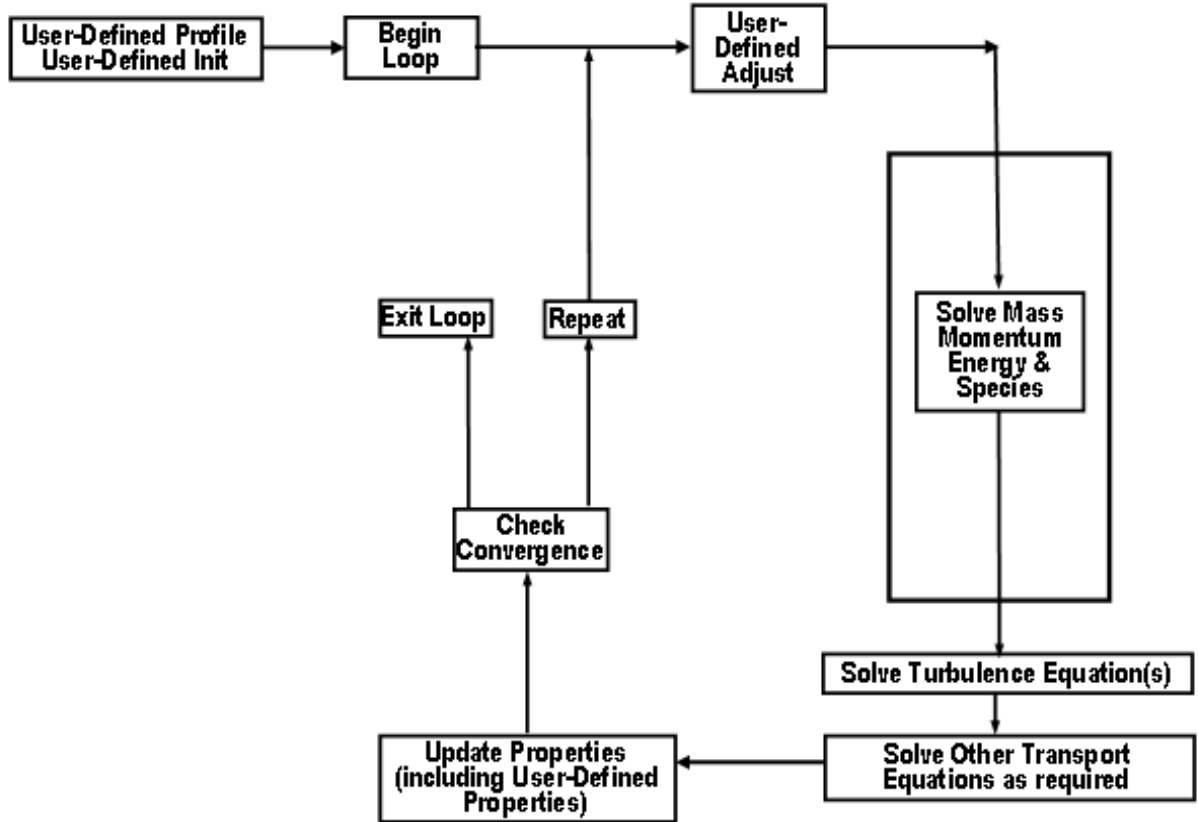 User-Defined Profile
User-Defined Init
Begin
Loop
User-
Defined
Adjust
Solve Mass
Momentum
Energy &
Species
Solve Turbulence Equation(s)
Solve Other Transport
Equations as required
Update Properties
(including User-Defined
Properties)
Check
Convergence
Exit Loop
Repeat